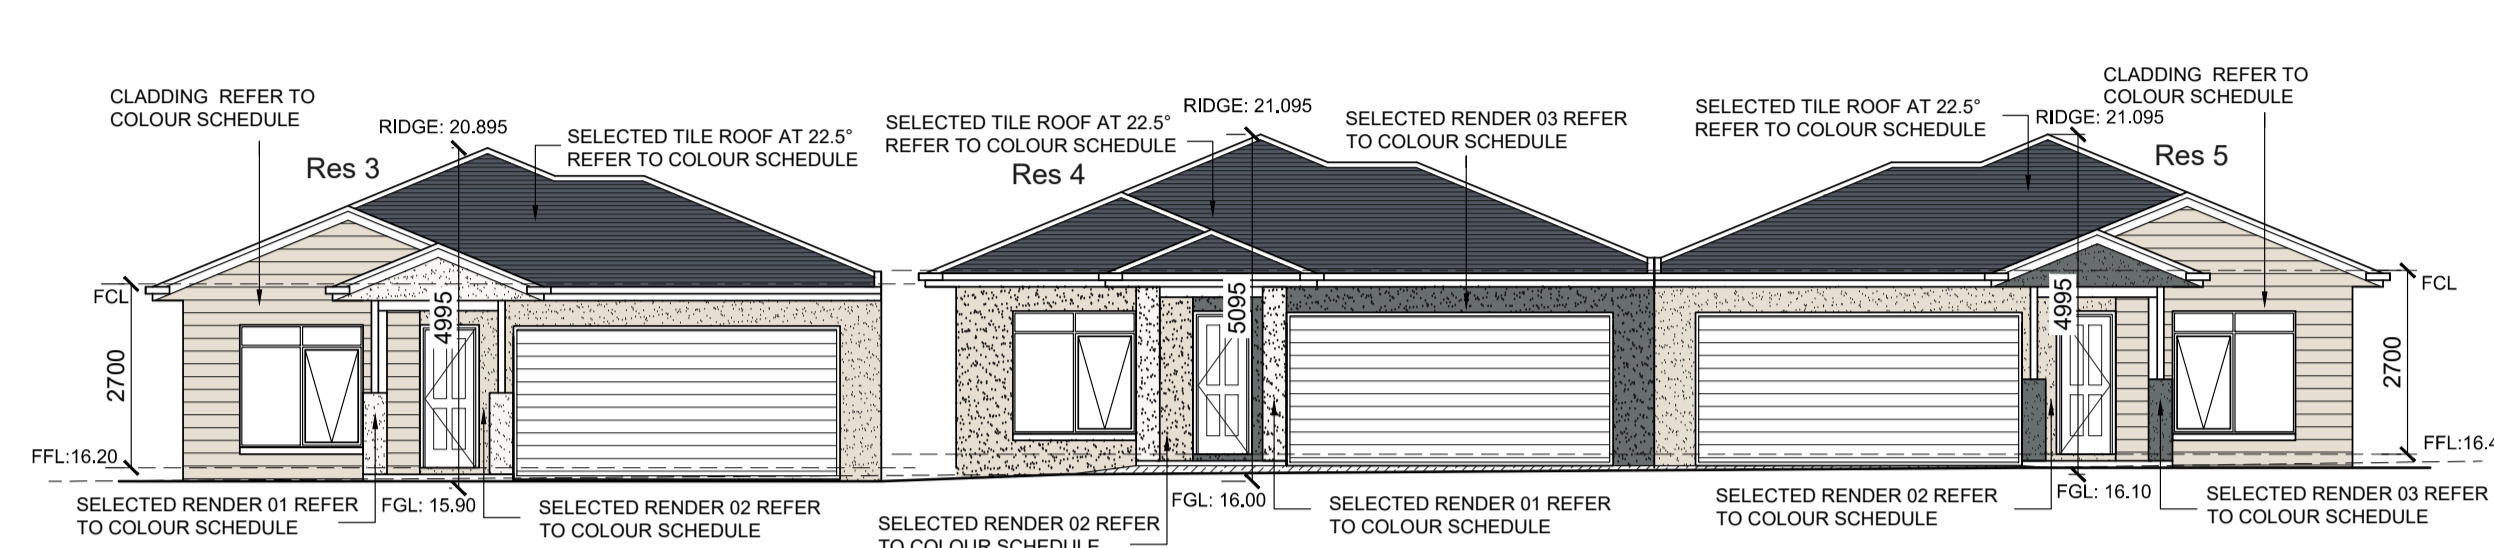 CLADDING  REFER TO
COLOUR SCHEDULE
RIDGE: 20.895
Res 3
SELECTED TILE ROOF AT 22.5°
REFER TO COLOUR SCHEDULE
SELECTED TILE ROOF AT 22.5°
REFER TO COLOUR SCHEDULE
Res 4
RIDGE: 21.095
SELECTED RENDER 03 REFER
TO COLOUR SCHEDULE
SELECTED TILE ROOF AT 22.5°
REFER TO COLOUR SCHEDULE
CLADDING  REFER TO
COLOUR SCHEDULE
RIDGE: 21.095
Res 5
FCL
2700
FFL:16.20
4995
5095
4995
FCL
2700
FFL:16.4
SELECTED RENDER 01 REFER
TO COLOUR SCHEDULE
FGL: 15.90
SELECTED RENDER 02 REFER
TO COLOUR SCHEDULE
SELECTED RENDER 02 REFER
TO COLOUR SCHEDULE
FGL: 16.00
SELECTED RENDER 01 REFER
TO COLOUR SCHEDULE
SELECTED RENDER 02 REFER
TO COLOUR SCHEDULE
FGL: 16.10
SELECTED RENDER 03 REFER
TO COLOUR SCHEDULE